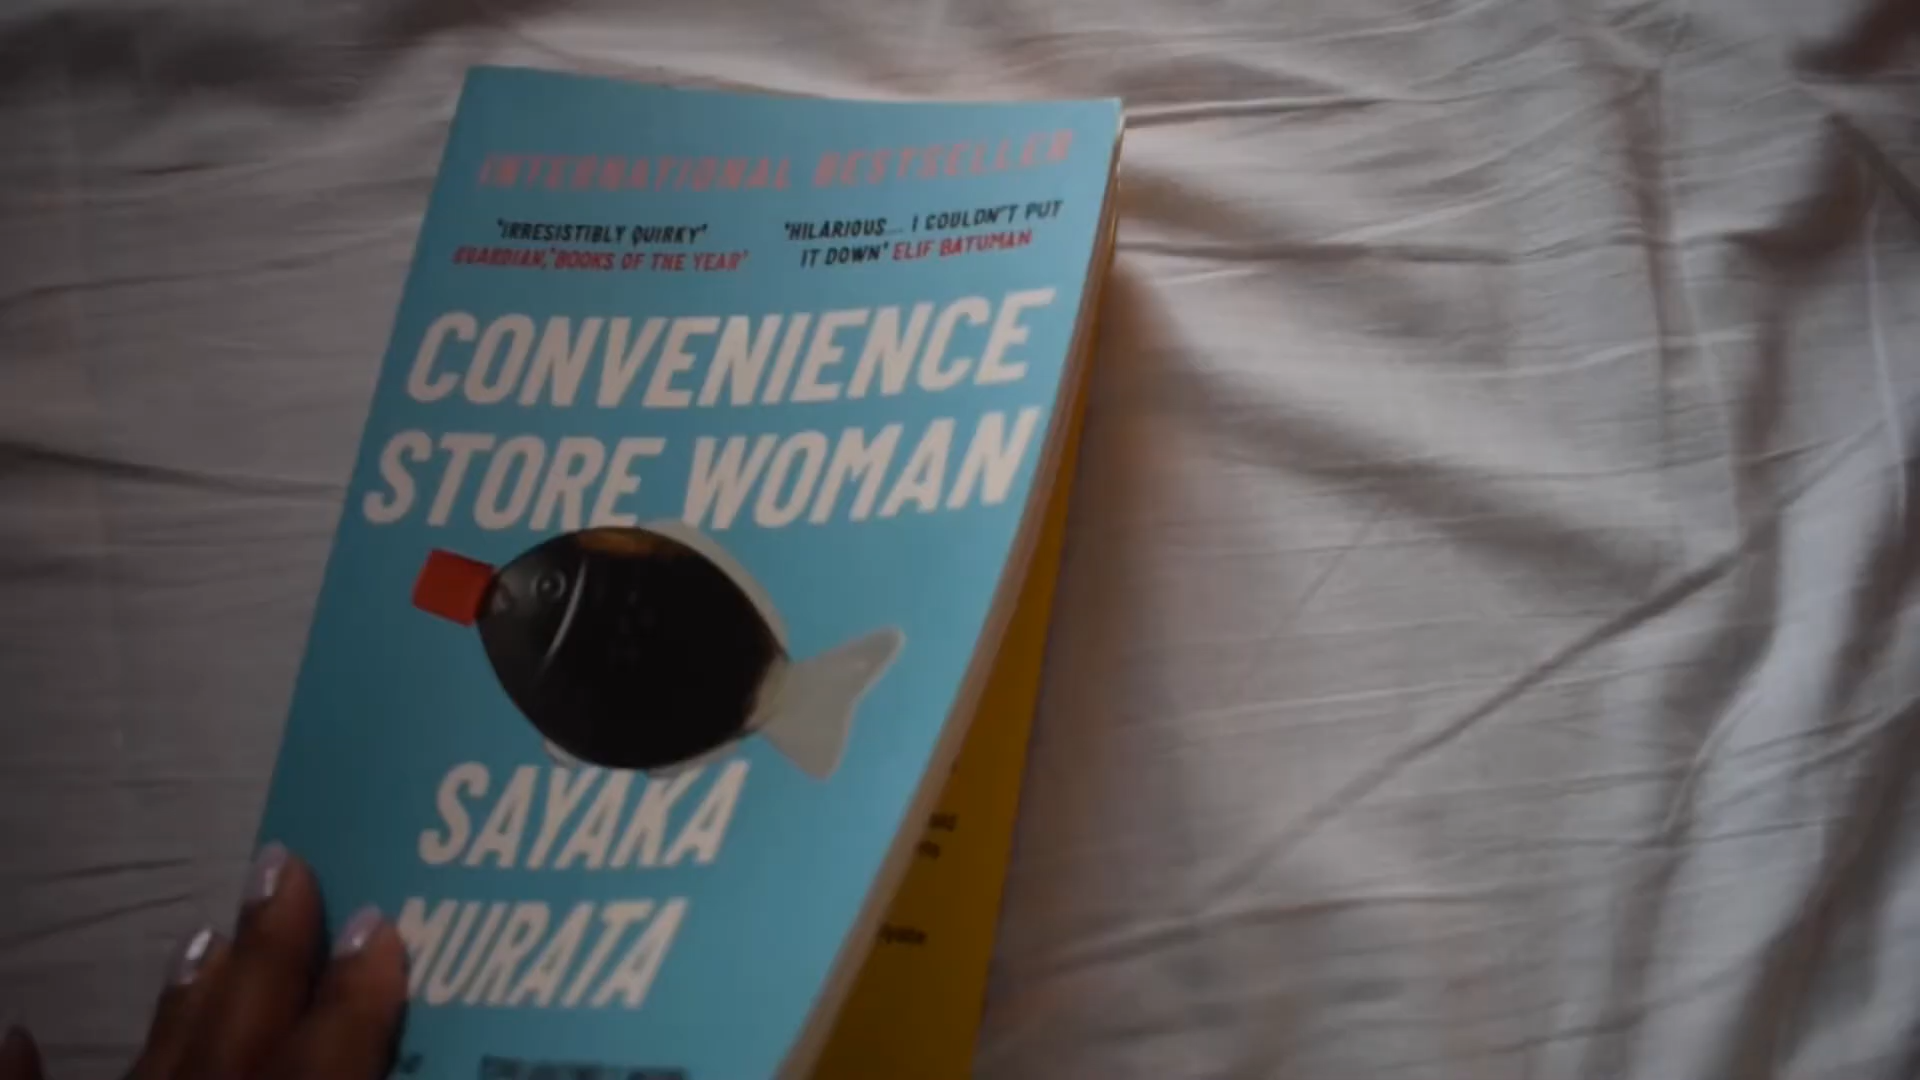 INTERNATIONAL BESTSELLER
'IRRESISTIBLY QUIRKY'
GUARDIAN, 'BOOKS OF THE YEAR'
'HILARIOUS... I COULDN'T PUT
IT DOWN' ELIF BATUMAN
CONVENIENCE
STORE WOMAN
SAYAKA
MURATA